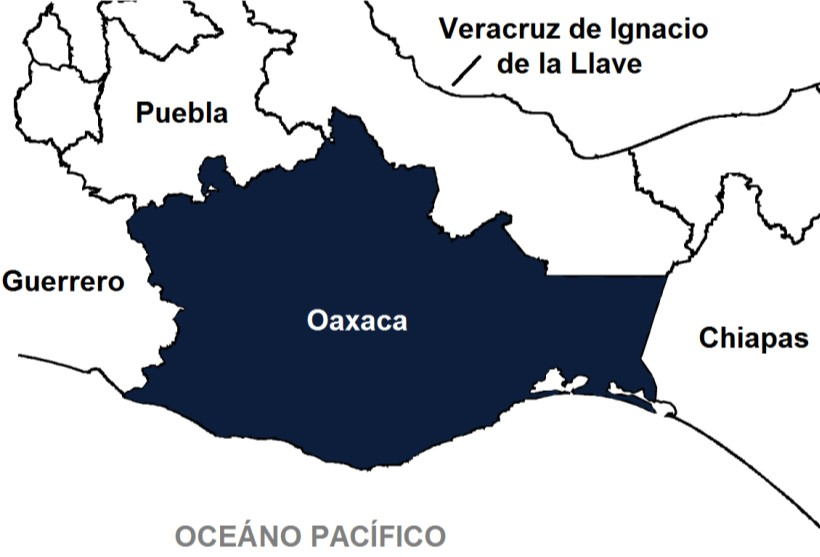 Veracruz de Ignacio
de la Llave
Puebla
Guerrero
Oaxaca
Chiapas
OCEÁNO PACÍFICO